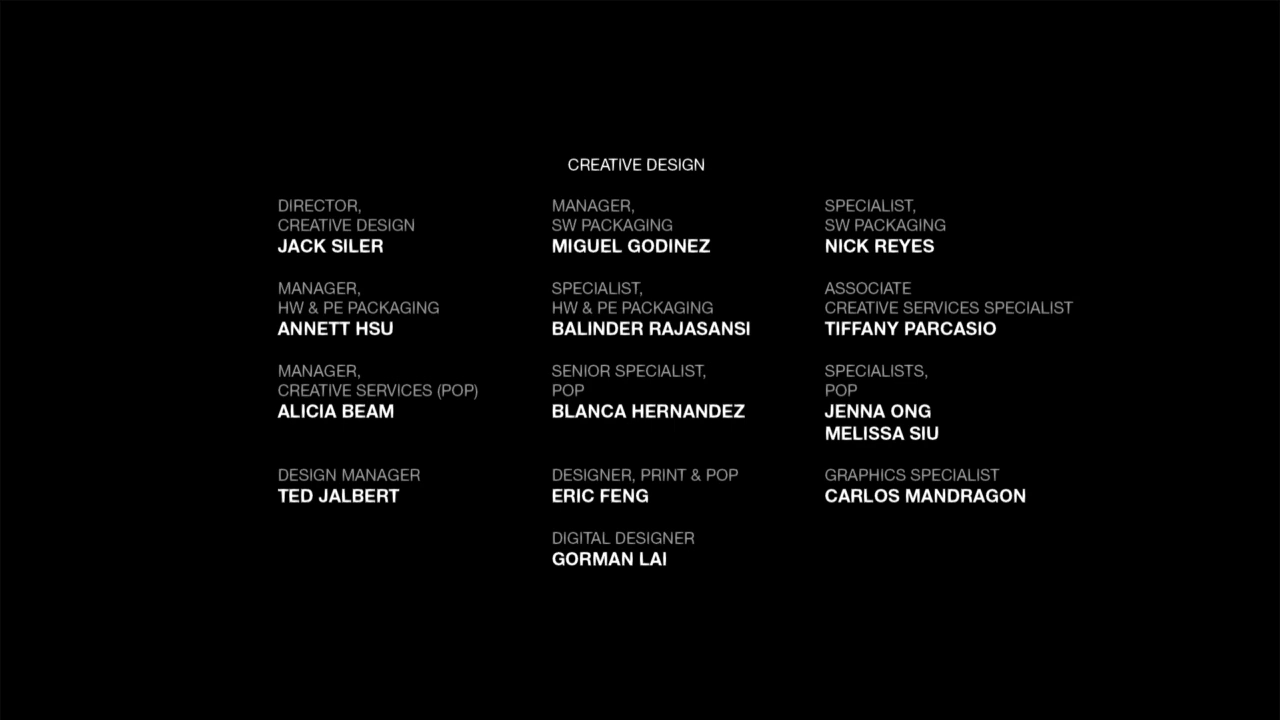 CREATIVE DESIGN
DIRECTOR,
CREATIVE DESIGN
JACK SILER
MANAGER,
SW PACKAGING
MIGUEL GODINEZ
SPECIALIST,
SW PACKAGING
NICK REYES
MANAGER,
HW & PE PACKAGING
ANNETT HSU
SPECIALIST,
HW & PE PACKAGING
BALINDER RAJASANSI
ASSOCIATE
CREATIVE SERVICES SPECIALIST
TIFFANY PARCASIO
MANAGER,
CREATIVE SERVICES (POP)
ALICIA BEAM
SENIOR SPECIALIST,
POP
BLANCA HERNANDEZ
SPECIALISTS,
POP
JENNA ONG
MELISSA SIU
DESIGN MANAGER
TED JALBERT
DESIGNER, PRINT & POP
ERIC FENG
GRAPHICS SPECIALIST
CARLOS MANDRAGON
DIGITAL DESIGNER
GORMAN LAI